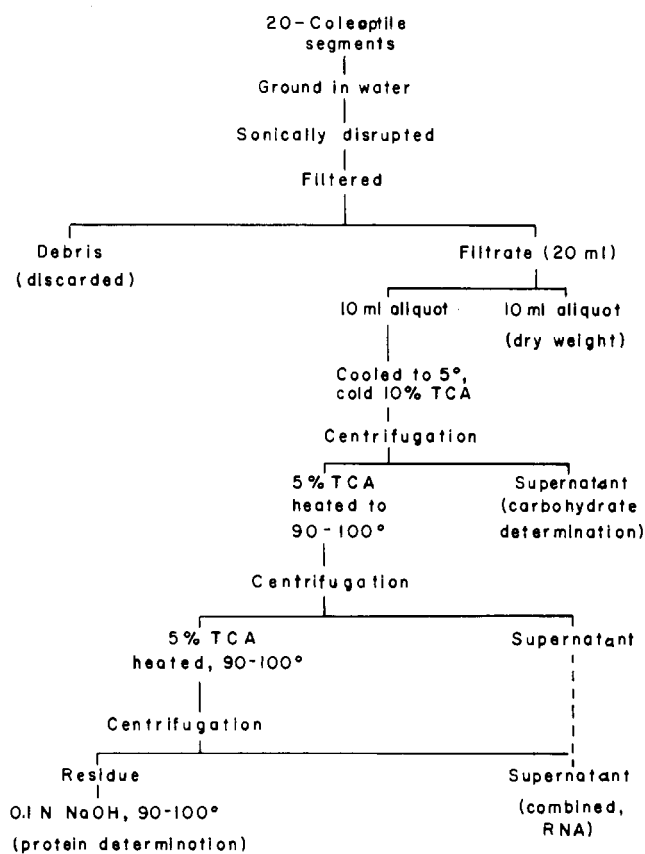 20-Coleoptile
segments
Ground in water
Sonically disrupted
Filtered
Debris
(discarded)
Filtrate (20 ml)
10 ml aliquot
10 ml aliquot
(dry weight)
Cooled to 5°,
cold 10% TCA
Centrifugation
5% TCA
heated to
90-100°
Supernatant
(carbohydrate
determination)
Centrifugation
5% TCA
heated, 90-100°
Supernatant
Centrifugation
Residue
0.1 N NaOH, 90-100°
(protein determination)
Supernatant
(combined,
RNA)